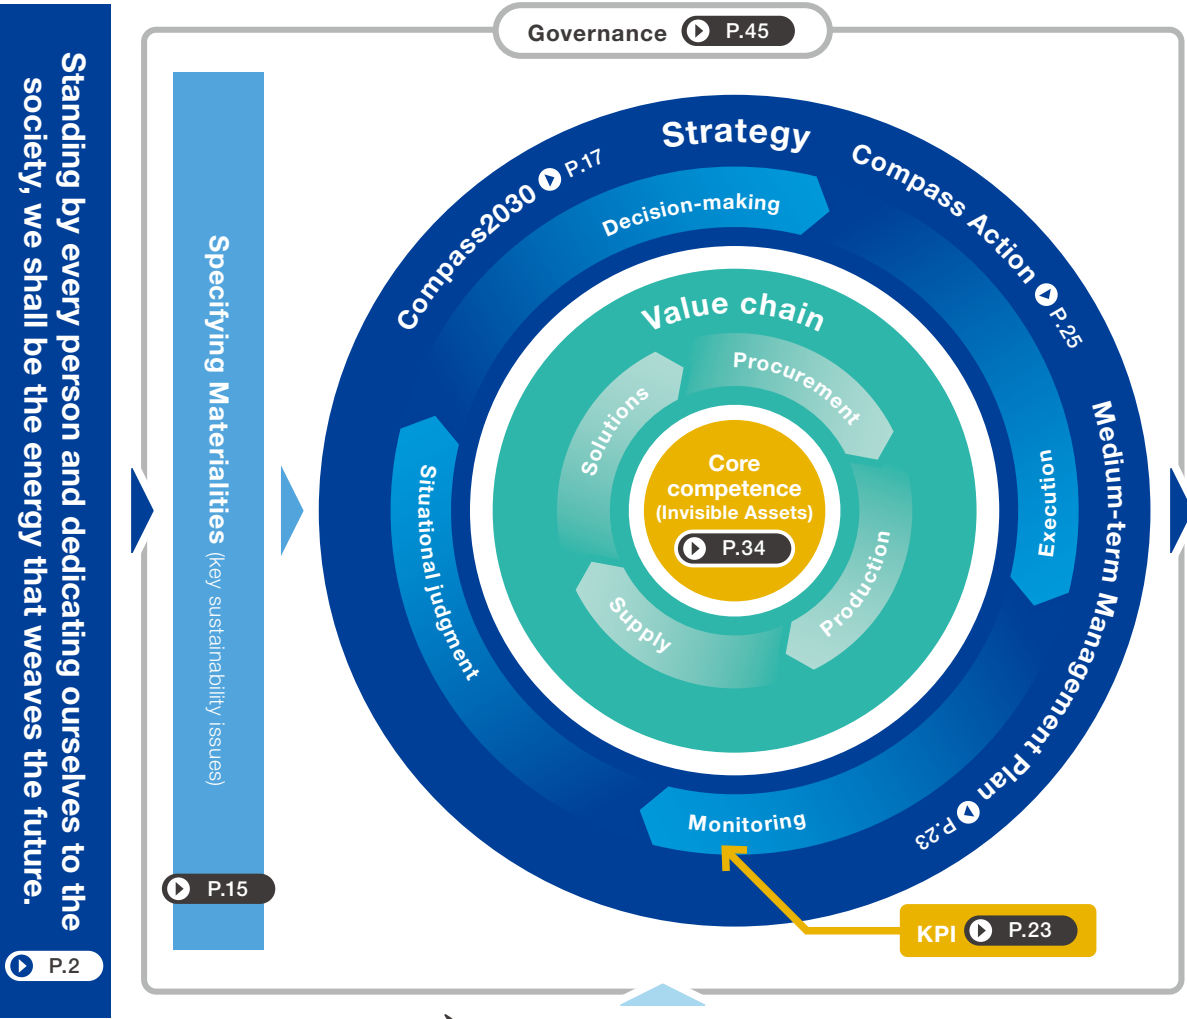 Standing by every person and dedicating ourselves to the
society, we shall be the energy that weaves the future.
P.2
Governance P.45
Specifying Materialities (key sustainability issues)
P.15
Strategy
Compass2030 P.17
Compass Action P.25
Medium-term Management Plan P.23
Decision-making
Execution
Monitoring
Situational judgment
Value chain
Procurement
Production
Supply
Solutions
Core
competence
(Invisible Assets)
P.34
KPI P.23